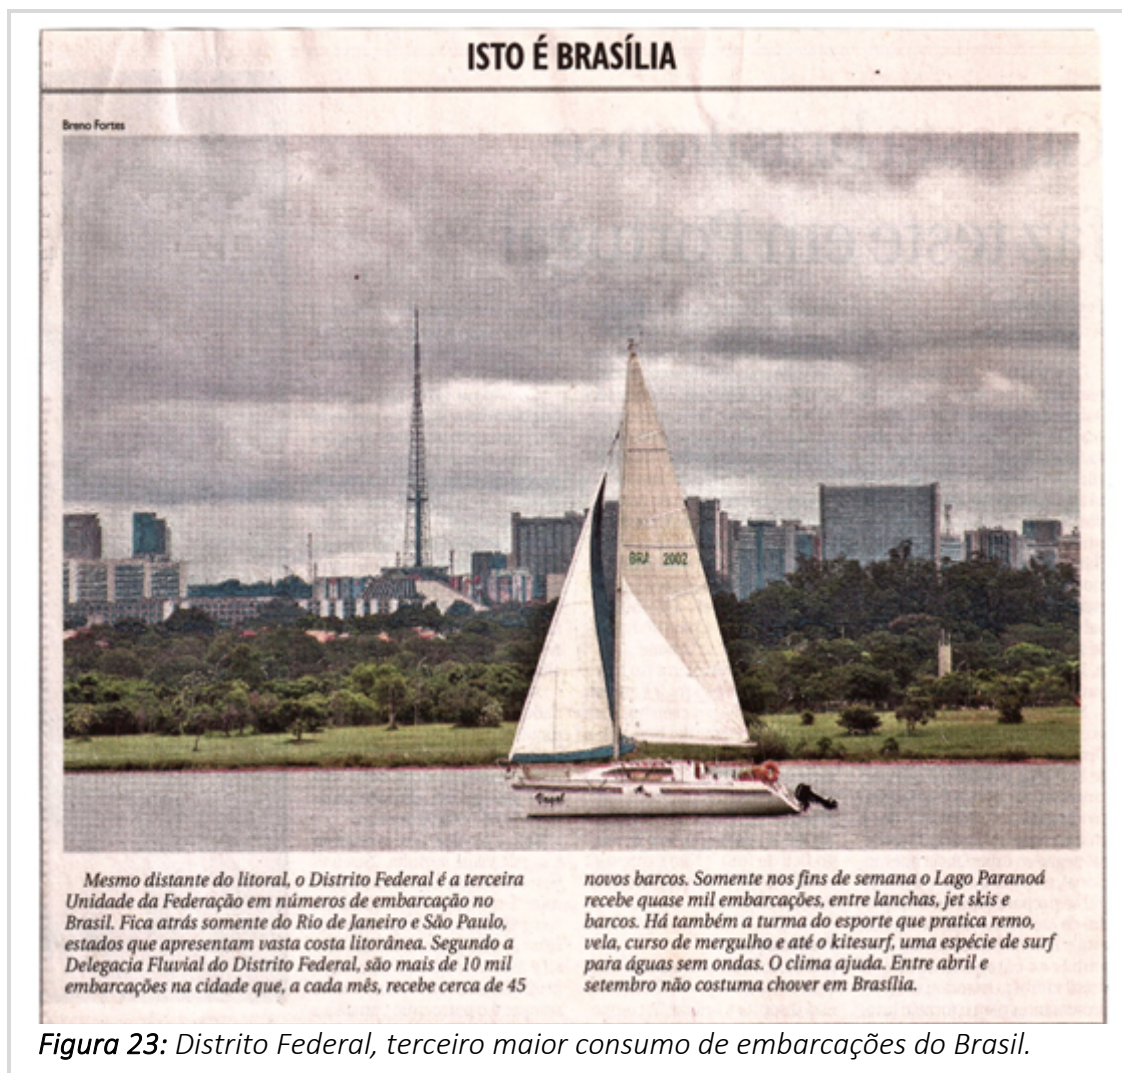 ISTO É BRASÍLIA
Breno Fortes
BRA 2002
Mesmo distante do litoral, o Distrito Federal é a terceira
Unidade da Federação em números de embarcação no
Brasil. Fica atrás somente do Rio de Janeiro e São Paulo,
estados que apresentam vasta costa litorânea. Segundo a
Delegacia Fluvial do Distrito Federal, são mais de 10 mil
embarcações na cidade que, a cada mês, recebe cerca de 45
novos barcos. Somente nos fins de semana o Lago Paranoá
recebe quase mil embarcações, entre lanchas, jet skis e
barcos. Há também a turma do esporte que pratica remo,
vela, curso de mergulho e até o kitesurf, uma espécie de surf
para águas sem ondas. O clima ajuda. Entre abril e
setembro não costuma chover em Brasília.
Figura 23: Distrito Federal, terceiro maior consumo de embarcações do Brasil.